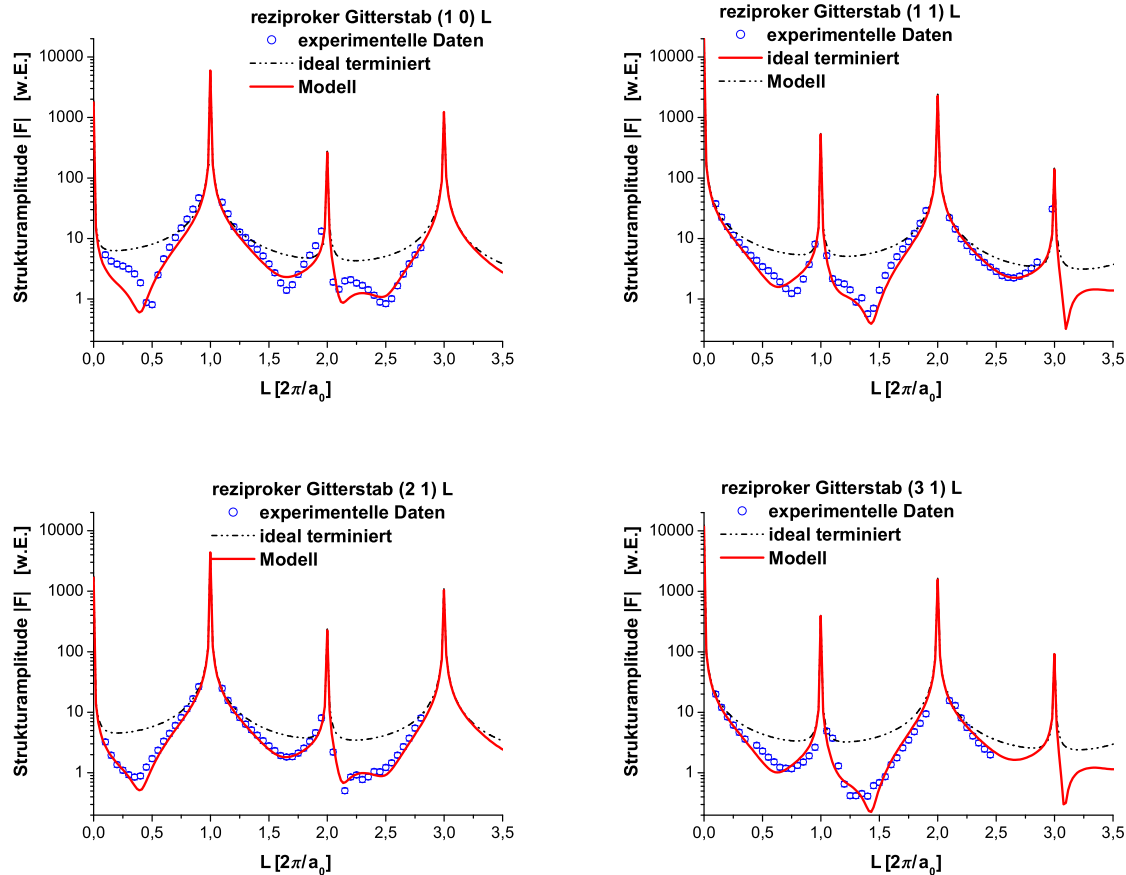 reziproker Gitterstab (1 0) L
experimentelle Daten
ideal terminiert
Modell
Strukturamplitude |F| [w.E.]
10000
1000
100
10
1
0,0 0,5 1,0 1,5 2,0 2,5 3,0 3,5
L [2π/a₀]
reziproker Gitterstab (1 1) L
experimentelle Daten
ideal terminiert
Modell
Strukturamplitude |F| [w.E.]
10000
1000
100
10
1
0,0 0,5 1,0 1,5 2,0 2,5 3,0 3,5
L [2π/a₀]
reziproker Gitterstab (2 1) L
experimentelle Daten
ideal terminiert
Modell
Strukturamplitude |F| [w.E.]
10000
1000
100
10
1
0,0 0,5 1,0 1,5 2,0 2,5 3,0 3,5
L [2π/a₀]
reziproker Gitterstab (3 1) L
experimentelle Daten
ideal terminiert
Modell
Strukturamplitude |F| [w.E.]
10000
1000
100
10
1
0,0 0,5 1,0 1,5 2,0 2,5 3,0 3,5
L [2π/a₀]